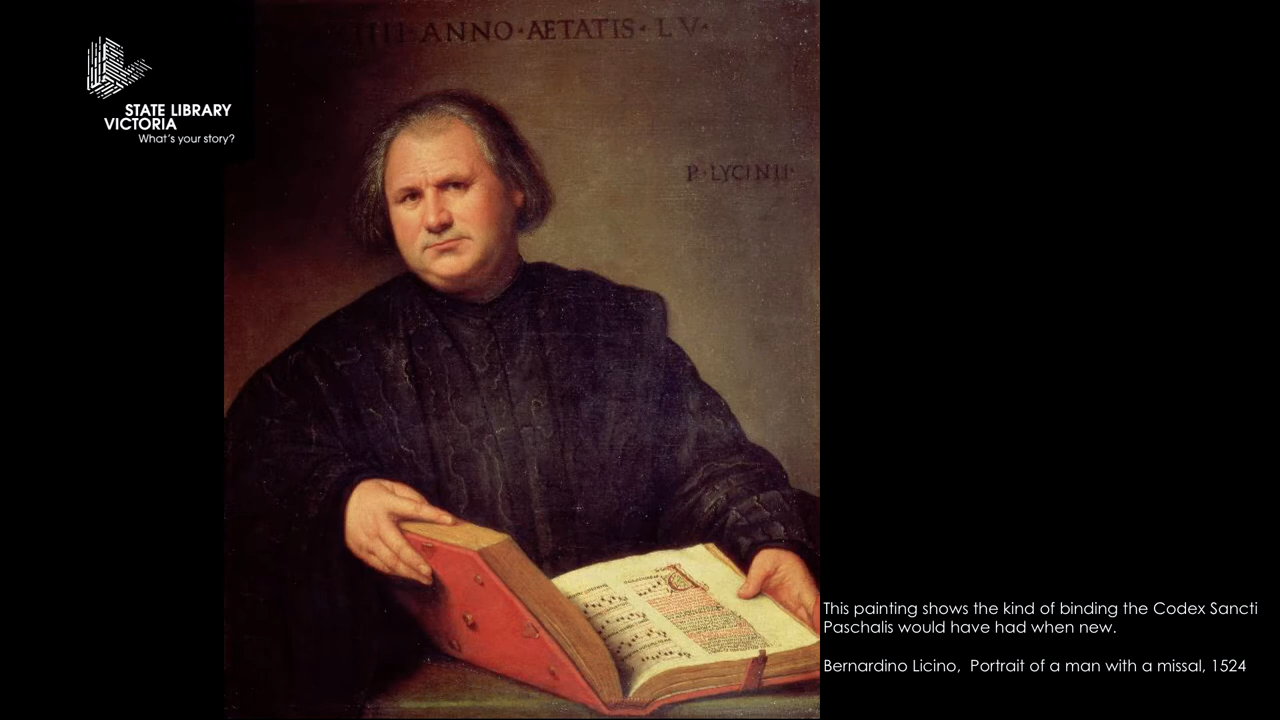 IIII·ANNO·AETATIS·LV·
STATE LIBRARY
VICTORIA
What's your story?
P·LYCINII·
This painting shows the kind of binding the Codex Sancti
Paschalis would have had when new.
Bernardino Licino, Portrait of a man with a missal, 1524